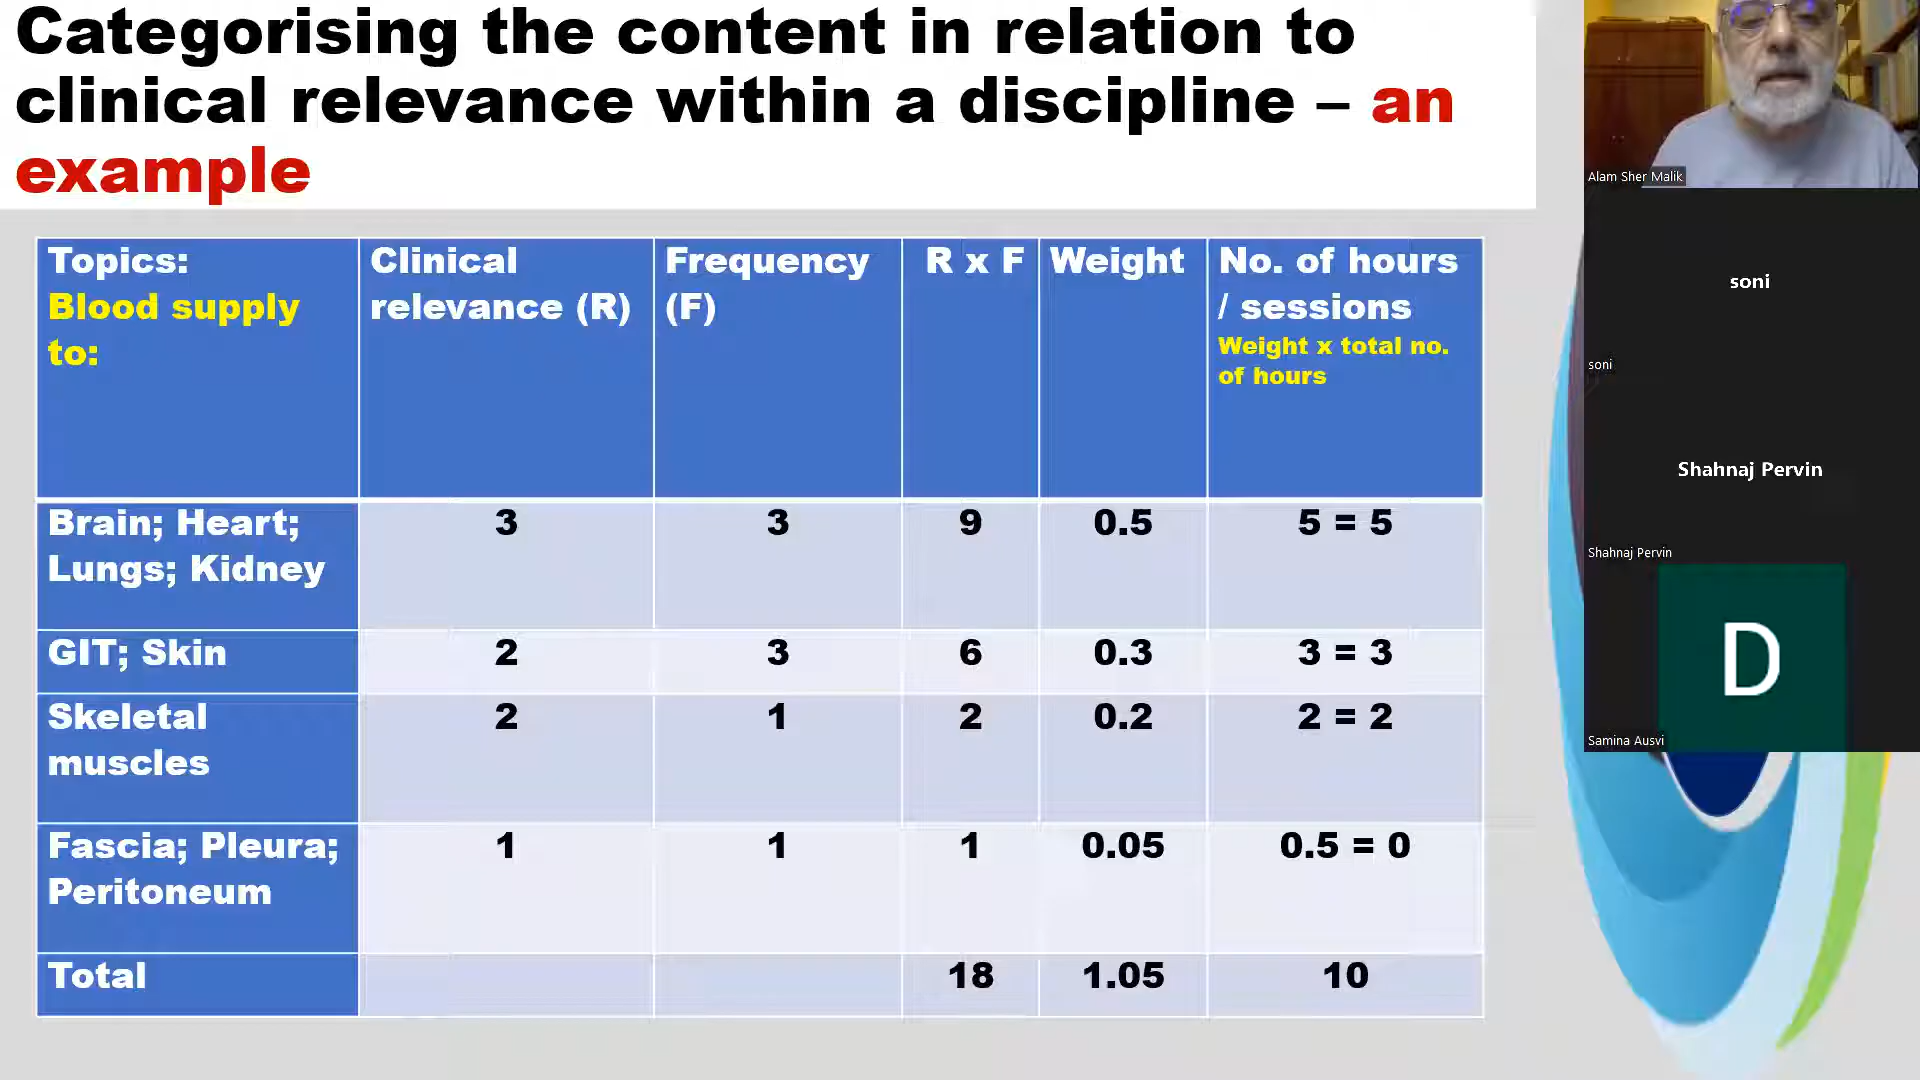 Categorising the content in relation to
clinical relevance within a discipline – an
example
Topics:
Blood supply
to:
Clinical
relevance (R)
Frequency
(F)
R x F
Weight
No. of hours
/ sessions
Weight x total no.
of hours
Brain; Heart;
Lungs; Kidney
3
3
9
0.5
5 = 5
GIT; Skin
2
3
6
0.3
3 = 3
Skeletal
muscles
2
1
2
0.2
2 = 2
Fascia; Pleura;
Peritoneum
1
1
1
0.05
0.5 = 0
Total
18
1.05
10
Alam Sher Malik
soni
soni
Shahnaj Pervin
Shahnaj Pervin
D
Samina Ausvi